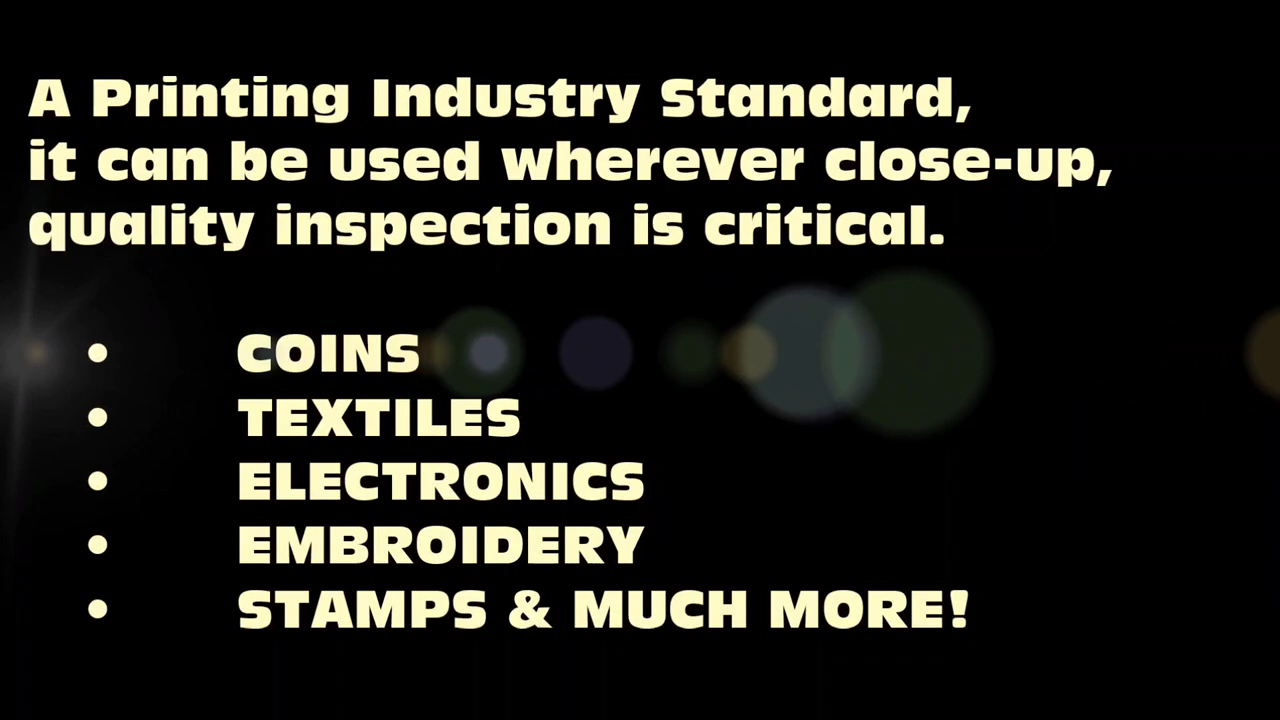 A Printing Industry Standard,
it can be used wherever close-up,
quality inspection is critical.
• COINS
• TEXTILES
• ELECTRONICS
• EMBROIDERY
• STAMPS & MUCH MORE!